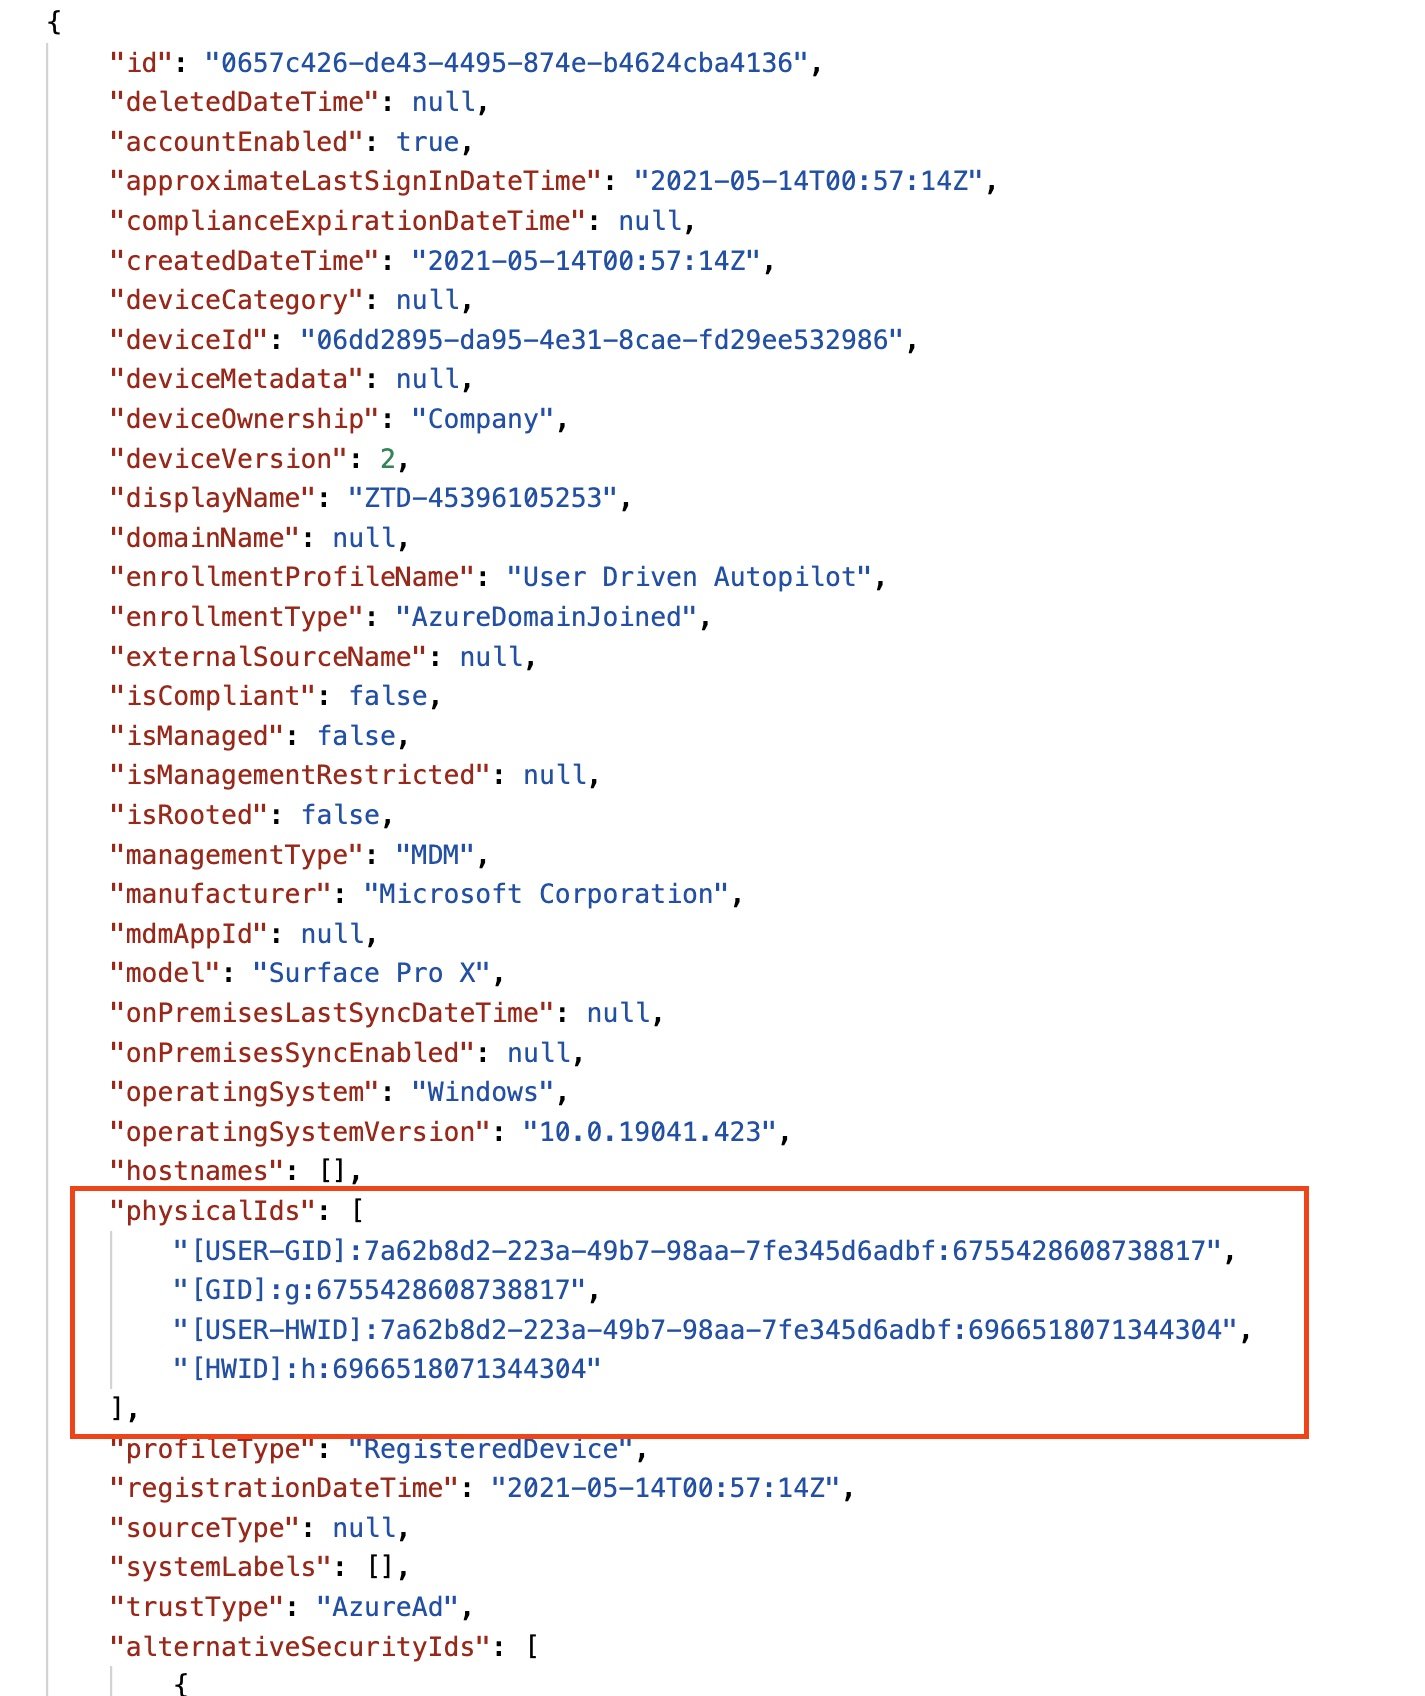 {
"id": "0657c426-de43-4495-874e-b4624cba4136",
"deletedDateTime": null,
"accountEnabled": true,
"approximateLastSignInDateTime": "2021-05-14T00:57:14Z",
"complianceExpirationDateTime": null,
"createdDateTime": "2021-05-14T00:57:14Z",
"deviceCategory": null,
"deviceId": "06dd2895-da95-4e31-8cae-fd29ee532986",
"deviceMetadata": null,
"deviceOwnership": "Company",
"deviceVersion": 2,
"displayName": "ZTD-45396105253",
"domainName": null,
"enrollmentProfileName": "User Driven Autopilot",
"enrollmentType": "AzureDomainJoined",
"externalSourceName": null,
"isCompliant": false,
"isManaged": false,
"isManagementRestricted": null,
"isRooted": false,
"managementType": "MDM",
"manufacturer": "Microsoft Corporation",
"mdmAppId": null,
"model": "Surface Pro X",
"onPremisesLastSyncDateTime": null,
"onPremisesSyncEnabled": null,
"operatingSystem": "Windows",
"operatingSystemVersion": "10.0.19041.423",
"hostnames": [],
"physicalIds": [
"[USER-GID]:7a62b8d2-223a-49b7-98aa-7fe345d6adbf:6755428608738817",
"[GID]:g:6755428608738817",
"[USER-HWID]:7a62b8d2-223a-49b7-98aa-7fe345d6adbf:6966518071344304",
"[HWID]:h:6966518071344304"
],
"profileType": "RegisteredDevice",
"registrationDateTime": "2021-05-14T00:57:14Z",
"sourceType": null,
"systemLabels": [],
"trustType": "AzureAd",
"alternativeSecurityIds": [
{